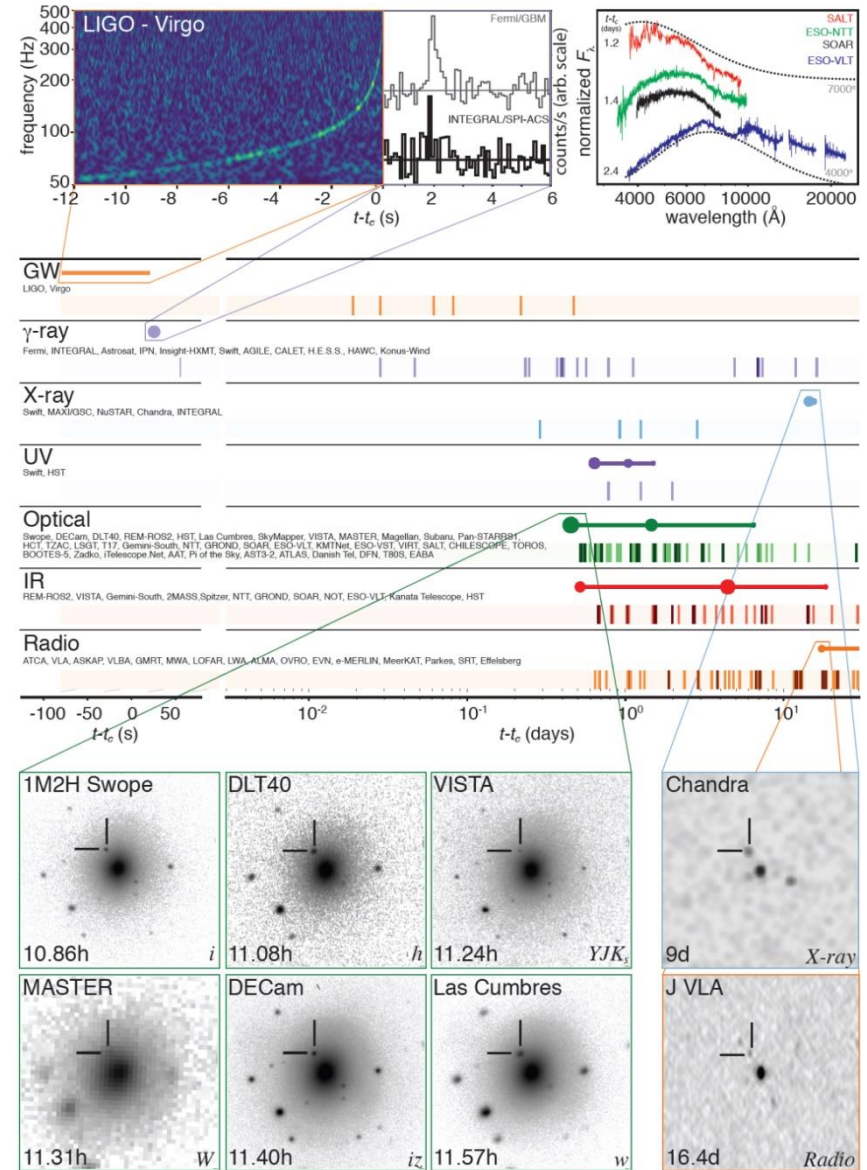 LIGO - Virgo
frequency (Hz)
500
400
300
200
100
50
-12 -10 -8 -6 -4 -2 0 2 4 6
t-tc (s)
Fermi/GBM
INTEGRAL/SPI-ACS
counts/s (arb. scale)
normalized Fλ
t-tc
(days)
1.2
1.4
2.4
SALT
ESO-NTT
SOAR
ESO-VLT
7000°
4000°
4000 6000 10000 20000
wavelength (Å)
GW
LIGO, Virgo
γ-ray
Fermi, INTEGRAL, Astrosat, IPN, Insight-HXMT, Swift, AGILE, CALET, H.E.S.S., HAWC, Konus-Wind
X-ray
Swift, MAXI/GSC, NuSTAR, Chandra, INTEGRAL
UV
Swift, HST
Optical
Swope, DECam, DLT40, REM-ROS2, HST, Las Cumbres, SkyMapper, VISTA, MASTER, Magellan, Subaru, Pan-STARRS1,
HCT, TZAC, LSGT, T17, Gemini-South, NTT, GROND, SOAR, ESO-VLT, KMTNet, ESO-VST, VIRT, SALT, CHILESCOPE, TOROS,
BOOTES-5, Zadko, iTelescope.Net, AAT, Pi of the Sky, AST3-2, ATLAS, Danish Tel, DFN, T80S, EABA
IR
REM-ROS2, VISTA, Gemini-South, 2MASS,Spitzer, NTT, GROND, SOAR, NOT, ESO-VLT, Kanata Telescope, HST
Radio
ATCA, VLA, ASKAP, VLBA, GMRT, MWA, LOFAR, LWA, ALMA, OVRO, EVN, e-MERLIN, MeerKAT, Parkes, SRT, Effelsberg
-100 -50 0 50 10⁻² 10⁻¹ 10⁰ 10¹
t-tc (s) t-tc (days)
1M2H Swope
10.86h i
DLT40
11.08h h
VISTA
11.24h YJKs
Chandra
9d X-ray
MASTER
11.31h W
DECam
11.40h iz
Las Cumbres
11.57h w
J VLA
16.4d Radio